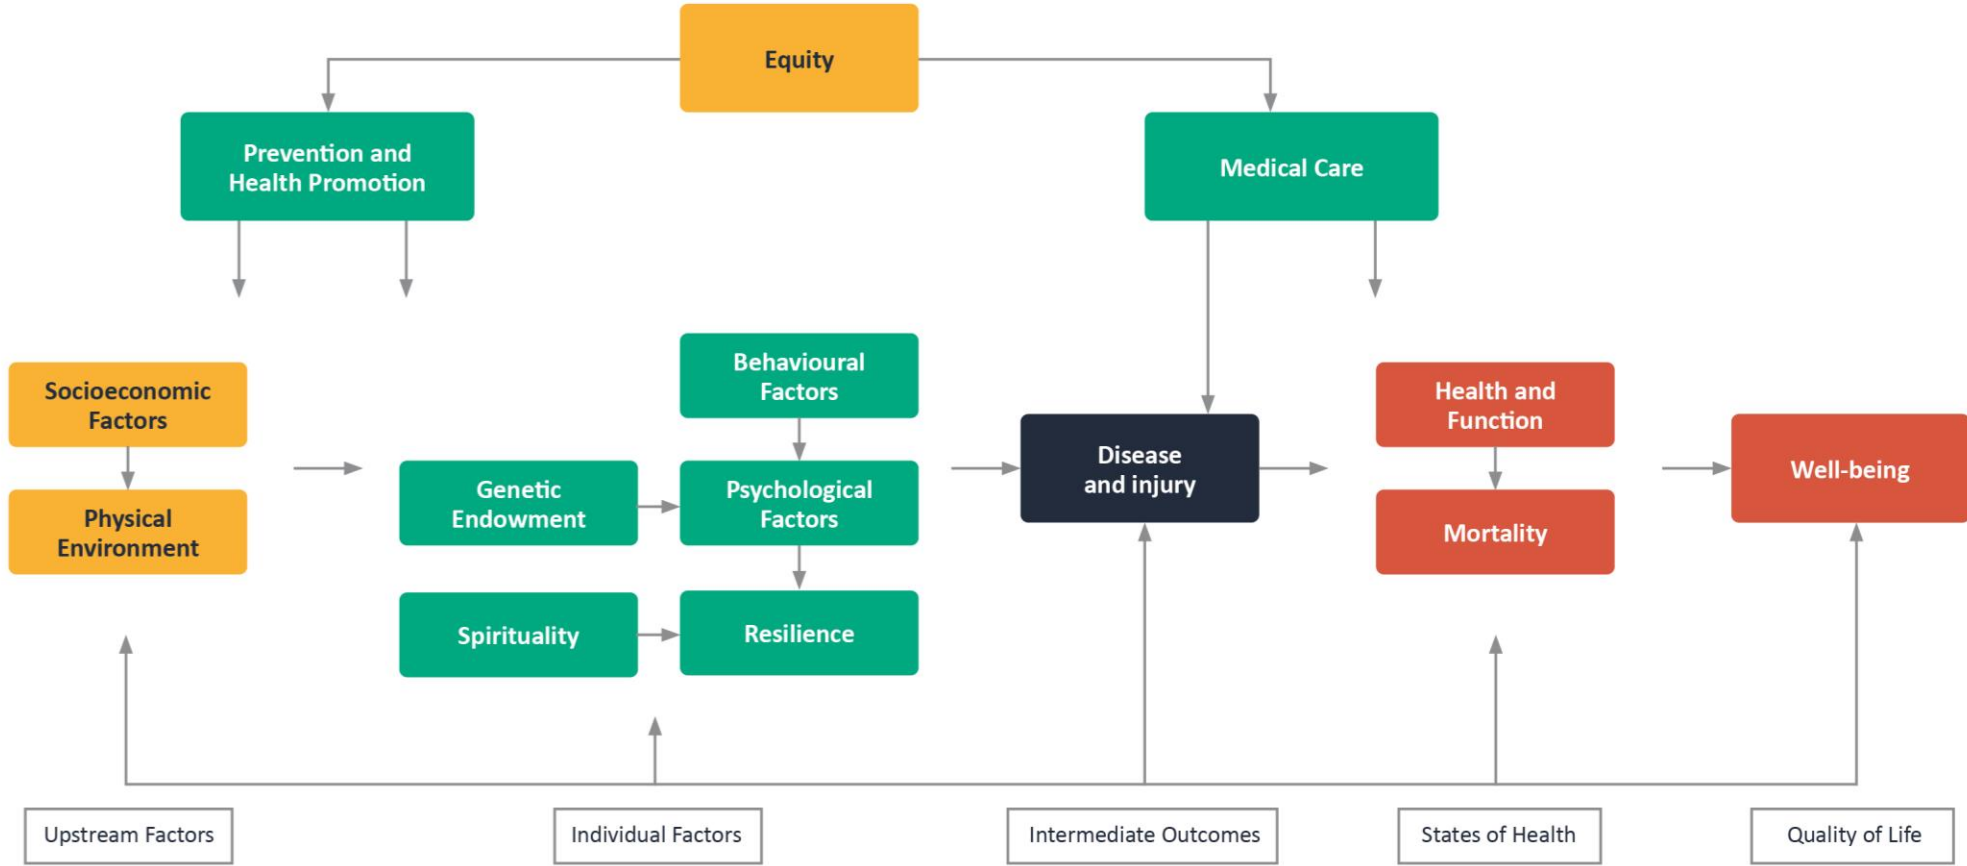 Equity
Prevention and
Health Promotion
Medical Care
Socioeconomic
Factors
Physical
Environment
Behavioural
Factors
Genetic
Endowment
Psychological
Factors
Spirituality
Resilience
Disease
and injury
Health and
Function
Mortality
Well-being
Upstream Factors
Individual Factors
Intermediate Outcomes
States of Health
Quality of Life